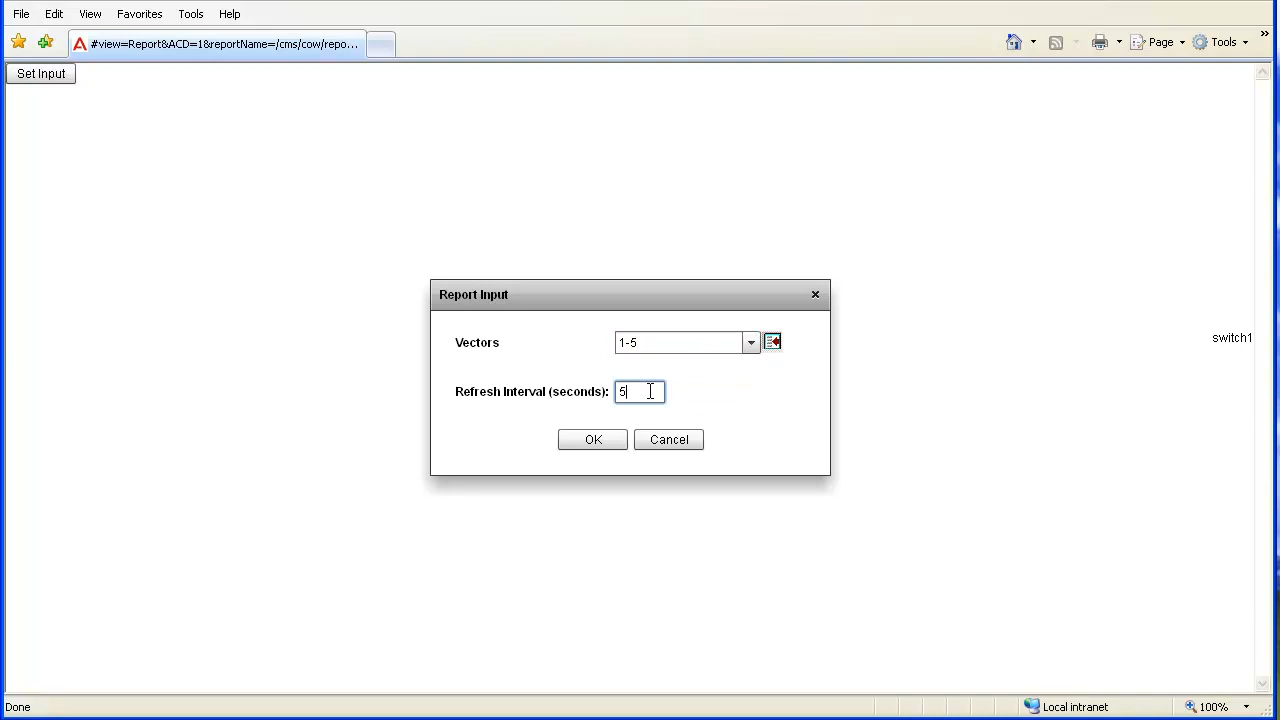 File Edit View Favorites Tools Help
#view=Report&ACD=1&reportName=/cms/cow/repo...
Page Tools
Set Input
Report Input
switch1
Vectors 1-5
Refresh Interval (seconds): 5
OK Cancel
Done Local intranet 100%